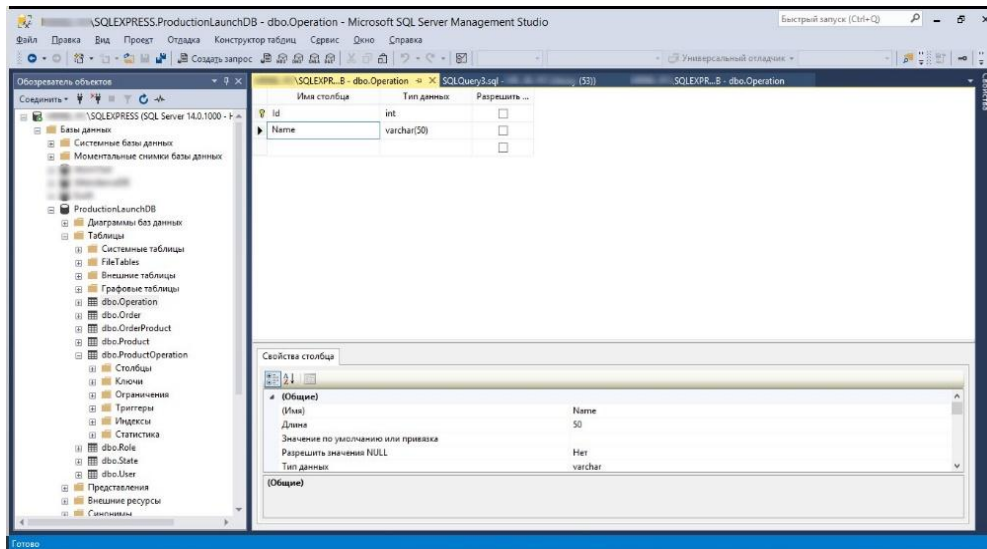 \SQLEXPRESS.ProductionLaunchDB - dbo.Operation - Microsoft SQL Server Management Studio
Быстрый запуск (Ctrl+Q)
Файл Правка Вид Проект Отладка Конструктор таблиц Сервис Окно Справка
Создать запрос
Универсальный отладчик
Обозреватель объектов
\SQLEXPR...B - dbo.Operation
SQLQuery3.sql - (53))
SQLEXPR...B - dbo.Operation
Свойства
Соединить
Имя столбца Тип данных Разрешить ...
Id int
Name varchar(50)
\SQLEXPRESS (SQL Server 14.0.1000 -
Базы данных
Системные базы данных
Моментальные снимки базы данных
ProductionLaunchDB
Диаграммы баз данных
Таблицы
Системные таблицы
FileTables
Внешние таблицы
Графовые таблицы
dbo.Operation
dbo.Order
dbo.OrderProduct
dbo.Product
dbo.ProductOperation
Столбцы
Ключи
Ограничения
Триггеры
Индексы
Статистика
dbo.Role
dbo.State
dbo.User
Представления
Внешние ресурсы
Синонимы
Свойства столбца
(Общие)
(Имя) Name
Длина 50
Значение по умолчанию или привязка
Разрешить значения NULL Нет
Тип данных varchar
(Общие)
Готово